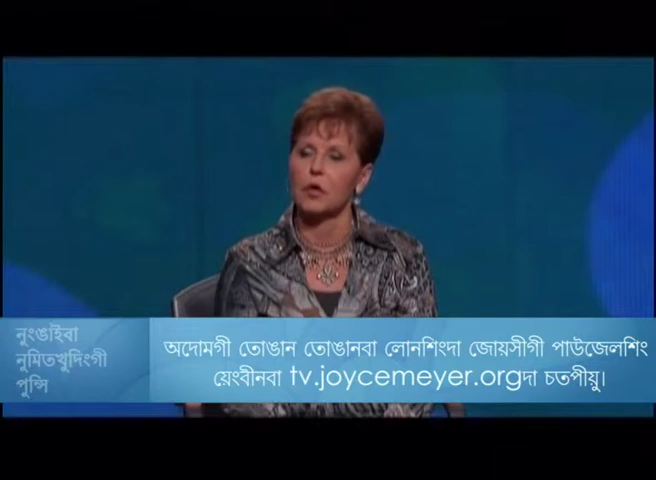 নুংঙাইবা
নুমিতখুদিংগী
পুন্সি
অদোমগী তোঙান তোঙানবা লোনশিংদা জোয়সীগী পাউজেলশিং
য়েংবীনবা tv.joycemeyer.orgদা চতপীয়ু।